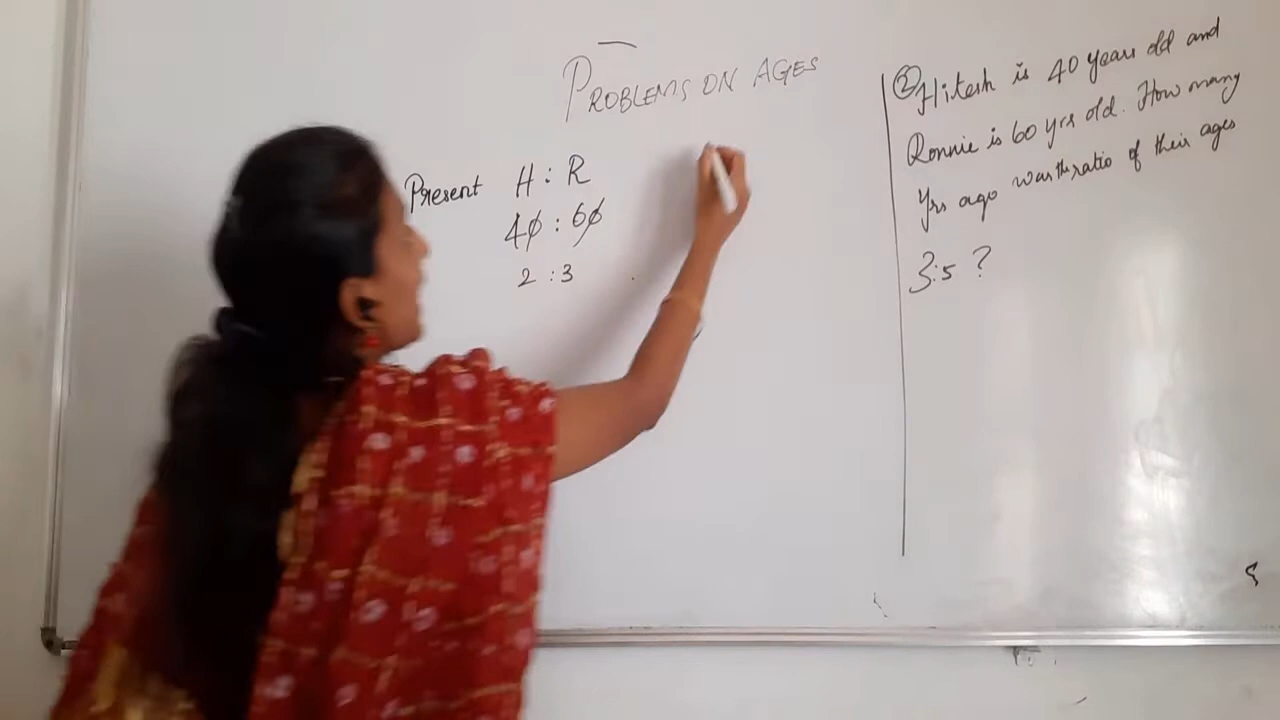 PROBLEMS ON AGES
Present H : R
40 : 60
2 : 3
② Hitesh is 40 years old and
Ronnie is 60 yrs old. How many
Yrs ago was the ratio of their ages
3:5 ?